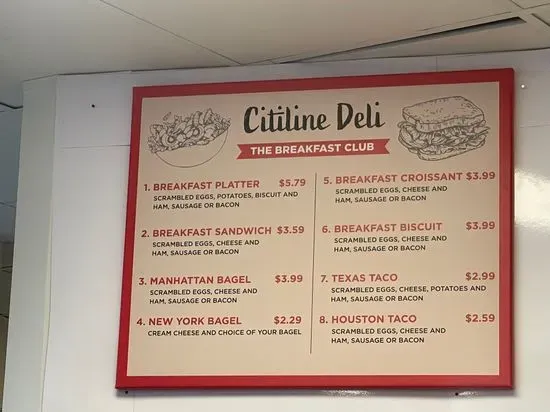 Citiline Deli
THE BREAKFAST CLUB
1. BREAKFAST PLATTER $5.79
SCRAMBLED EGGS, POTATOES, BISCUIT AND
HAM, SAUSAGE OR BACON
2. BREAKFAST SANDWICH $3.59
SCRAMBLED EGGS, CHEESE AND
HAM, SAUSAGE OR BACON
3. MANHATTAN BAGEL $3.99
SCRAMBLED EGGS, CHEESE AND
HAM, SAUSAGE OR BACON
4. NEW YORK BAGEL $2.29
CREAM CHEESE AND CHOICE OF YOUR BAGEL
5. BREAKFAST CROISSANT $3.99
SCRAMBLED EGGS, CHEESE AND
HAM, SAUSAGE OR BACON
6. BREAKFAST BISCUIT $3.99
SCRAMBLED EGGS, CHEESE AND
HAM, SAUSAGE OR BACON
7. TEXAS TACO $2.99
SCRAMBLED EGGS, CHEESE, POTATOES AND
HAM, SAUSAGE OR BACON
8. HOUSTON TACO $2.59
SCRAMBLED EGGS, CHEESE AND
HAM, SAUSAGE OR BACON